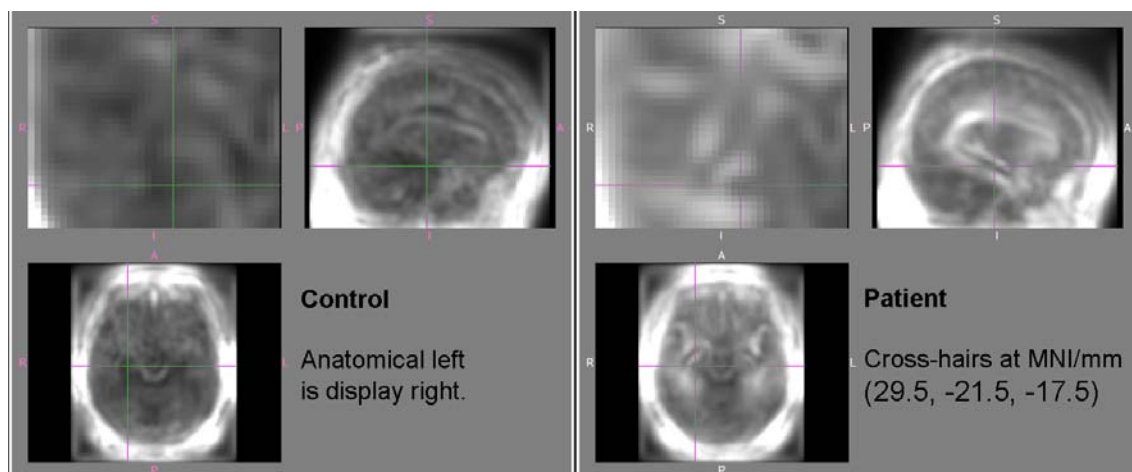 S
R L P A
I I
A
R L
P
Control
Anatomical left
is display right.
S S
R L P A
I I
A
R L
P
Patient
Cross-hairs at MNI/mm
(29.5, -21.5, -17.5)